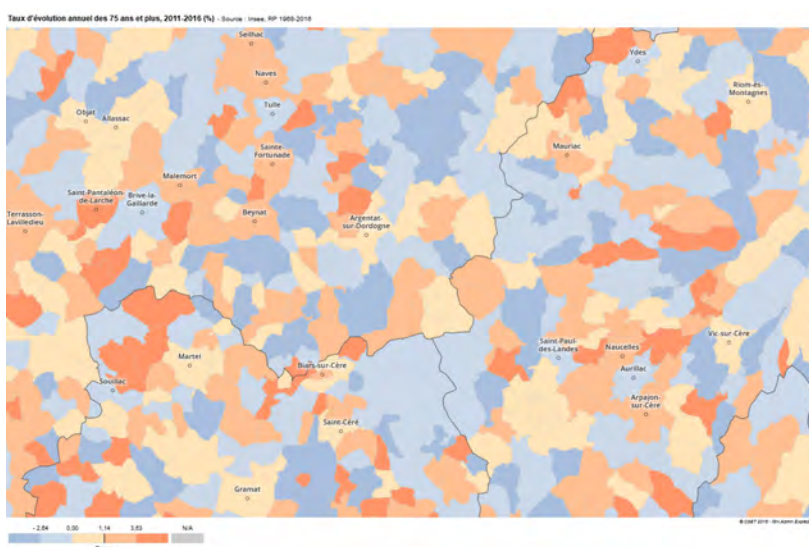 Taux d'évolution annuel des 75 ans et plus, 2011-2016 (%) - Source : Insee, RP 1968-2016
Seilhac
Ydes
Naves
Riom-ès-
Montagnes
Tulle
Objat
Allassac
Sainte-
Fortunade
Mauriac
Malemort
Saint-Pantaléon-
de-Larche
Brive-la-
Gaillarde
Terrasson-
Lavilledieu
Beynat
Argentat-
sur-Dordogne
Vic-sur-Cère
Saint-Paul-
des-Landes
Naucelles
Martel
Biars-sur-Cère
Aurillac
Souillac
Arpajon-
sur-Cère
Saint-Céré
Gramat
- 2,64 0,00 1,14 3,63 N/A